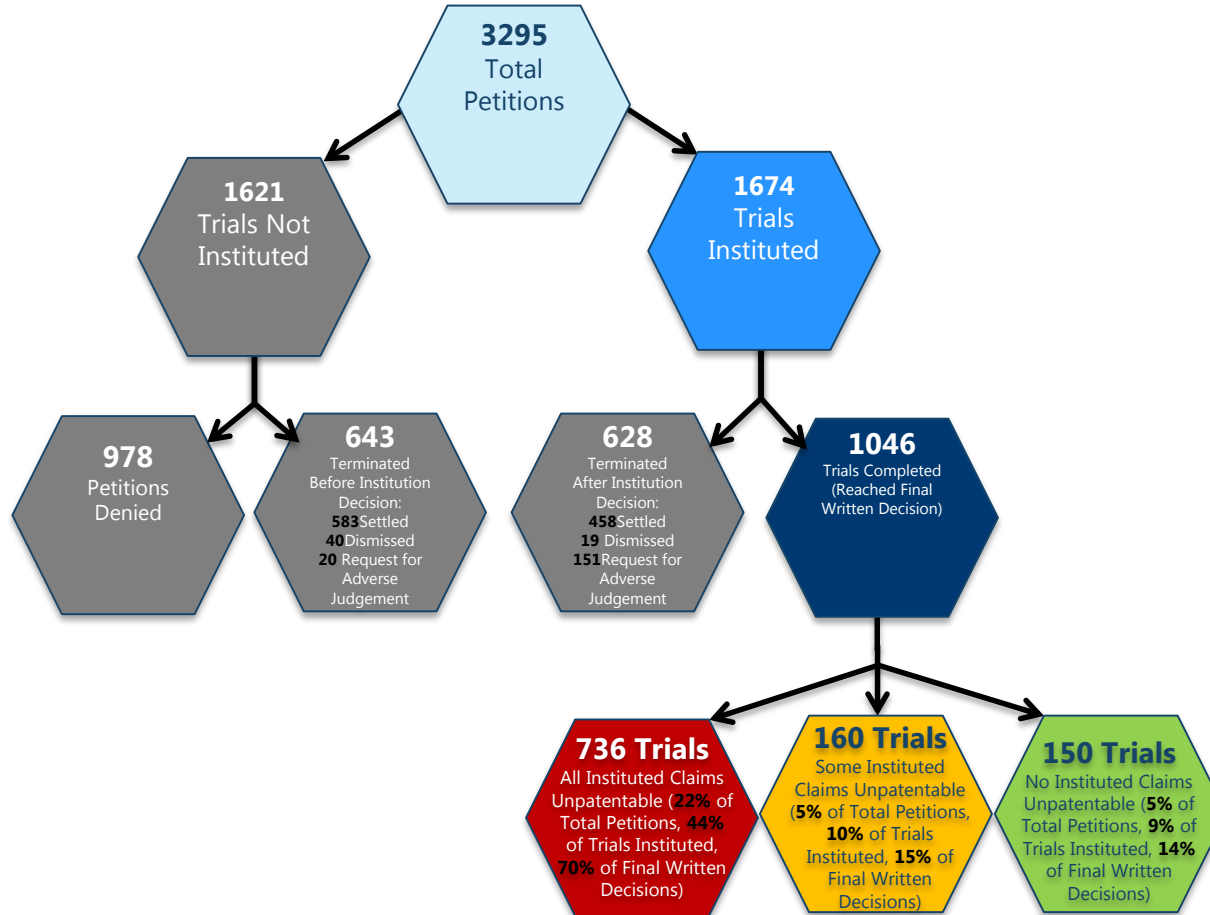 3295
Total
Petitions
1621
Trials Not
Instituted
1674
Trials
Instituted
978
Petitions
Denied
643
Terminated
Before Institution
Decision:
583Settled
40Dismissed
20 Request for
Adverse
Judgement
628
Terminated
After Institution
Decision:
458Settled
19 Dismissed
151Request for
Adverse
Judgement
1046
Trials Completed
(Reached Final
Written Decision)
736 Trials
All Instituted Claims
Unpatentable (22% of
Total Petitions, 44%
of Trials Instituted,
70% of Final Written
Decisions)
160 Trials
Some Instituted
Claims Unpatentable
(5% of Total Petitions,
10% of Trials
Instituted, 15% of
Final Written
Decisions)
150 Trials
No Instituted Claims
Unpatentable (5% of
Total Petitions, 9% of
Trials Instituted, 14%
of Final Written
Decisions)